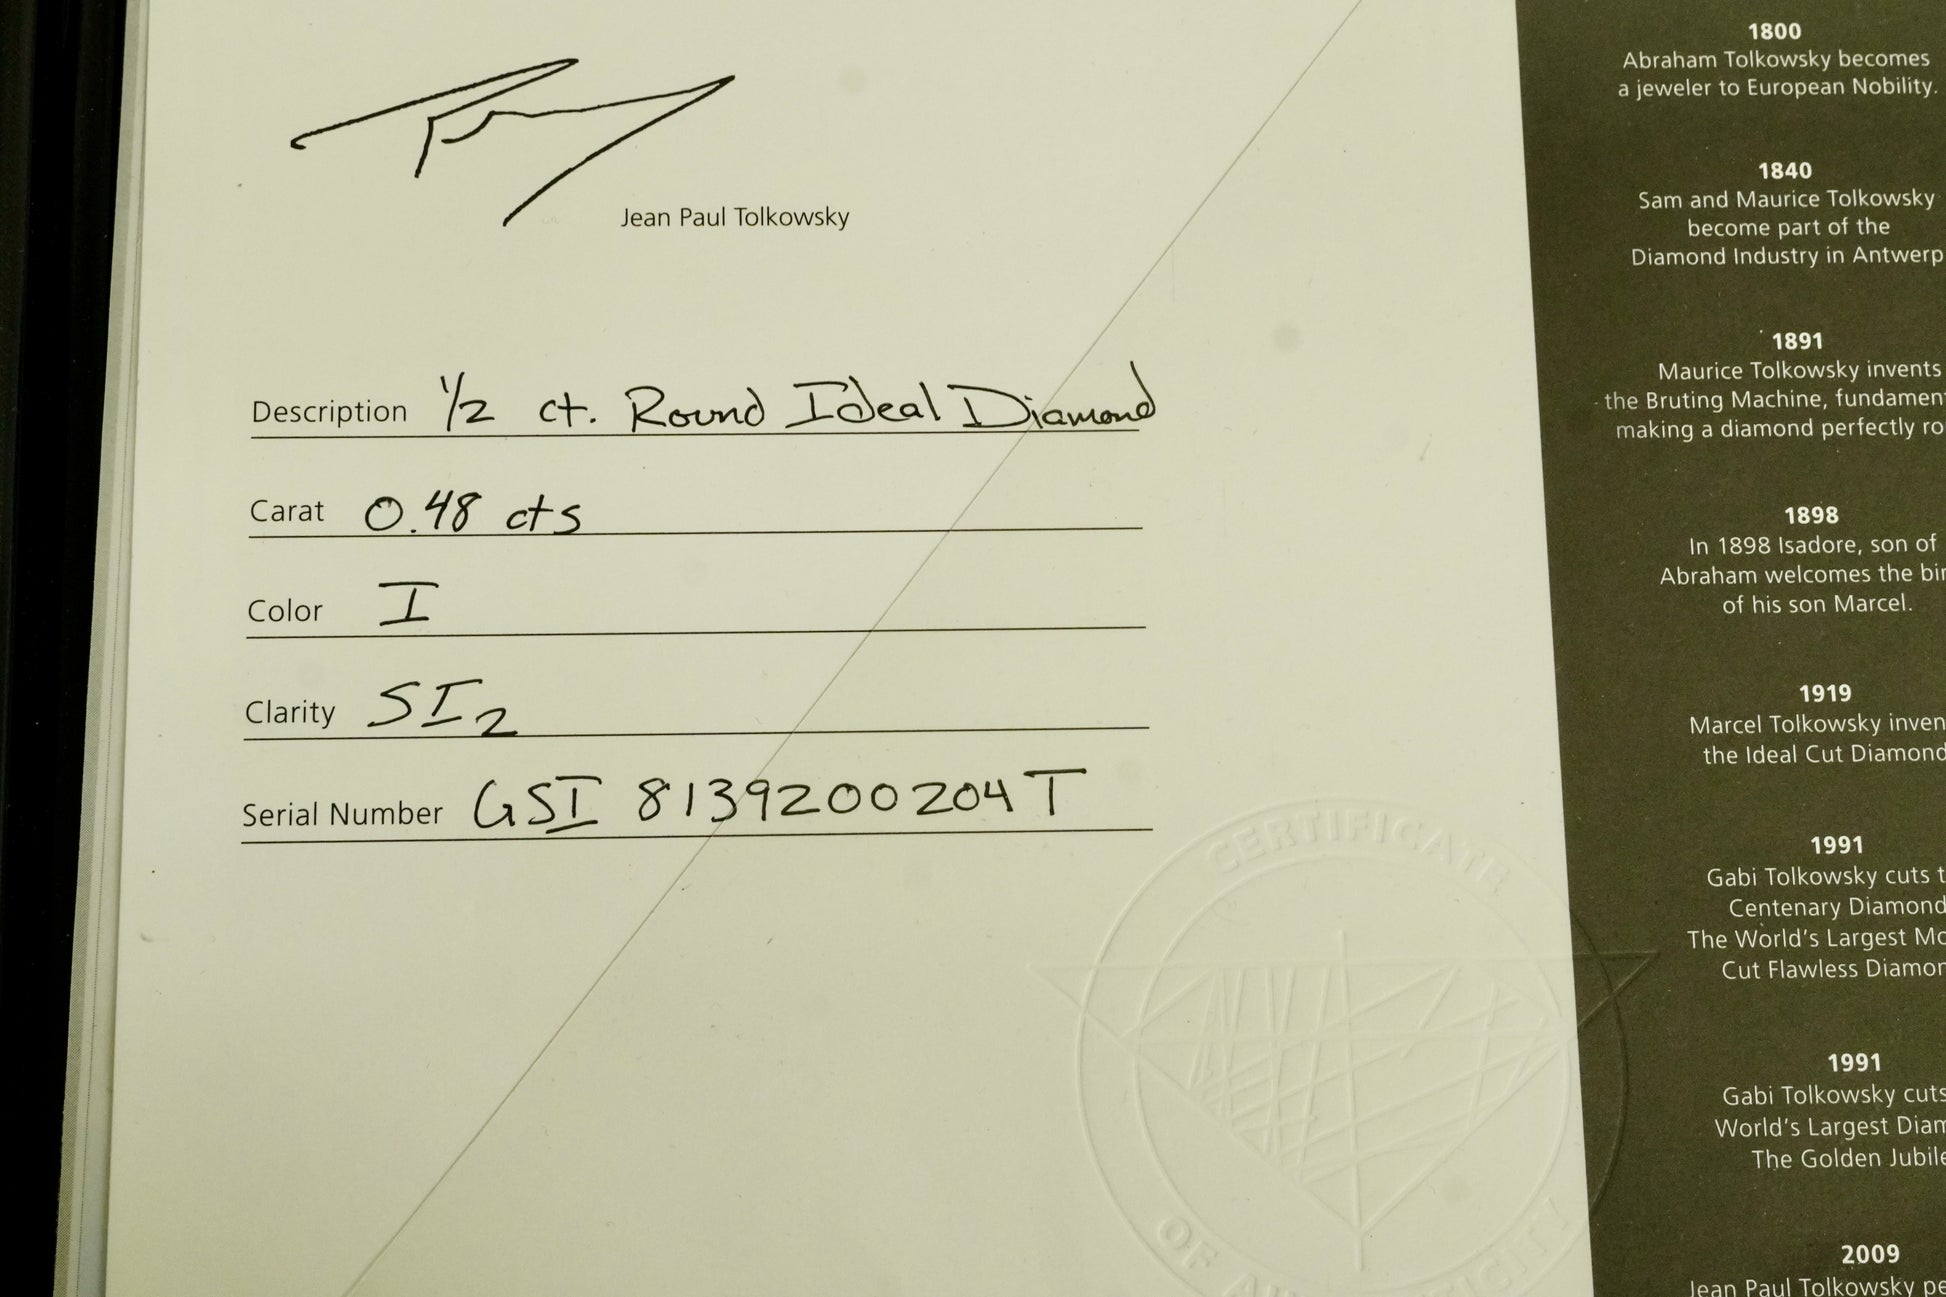 Jean Paul Tolkowsky
Description 1/2 ct. Round Ideal Diamond
Carat 0.48 cts
Color I
Clarity SI2
Serial Number GSI 8139200204T
CERTIFICATE
OF
1800
Abraham Tolkowsky becomes
a jeweler to European Nobility.
1840
Sam and Maurice Tolkowsky
become part of the
Diamond Industry in Antwerp
1891
Maurice Tolkowsky invents
the Bruting Machine, fundament
making a diamond perfectly ro
1898
In 1898 Isadore, son of
Abraham welcomes the bir
of his son Marcel.
1919
Marcel Tolkowsky inven
the Ideal Cut Diamond
1991
Gabi Tolkowsky cuts t
Centenary Diamond
The World's Largest Mo
Cut Flawless Diamon
1991
Gabi Tolkowsky cuts
World's Largest Diam
The Golden Jubile
2009
Jean Paul Tolkowsky pe